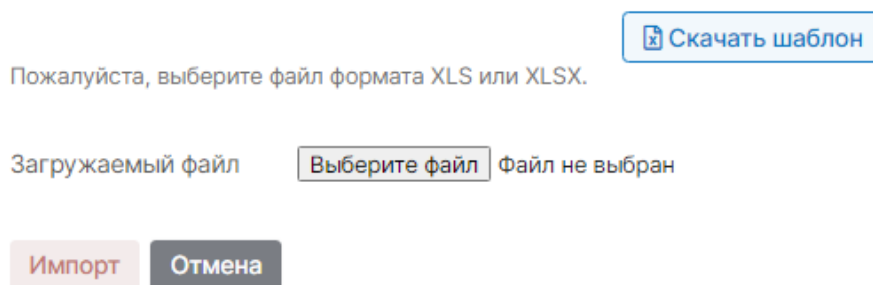 Скачать шаблон
Пожалуйста, выберите файл формата XLS или XLSX.
Загружаемый файл Выберите файл Файл не выбран
Импорт Отмена